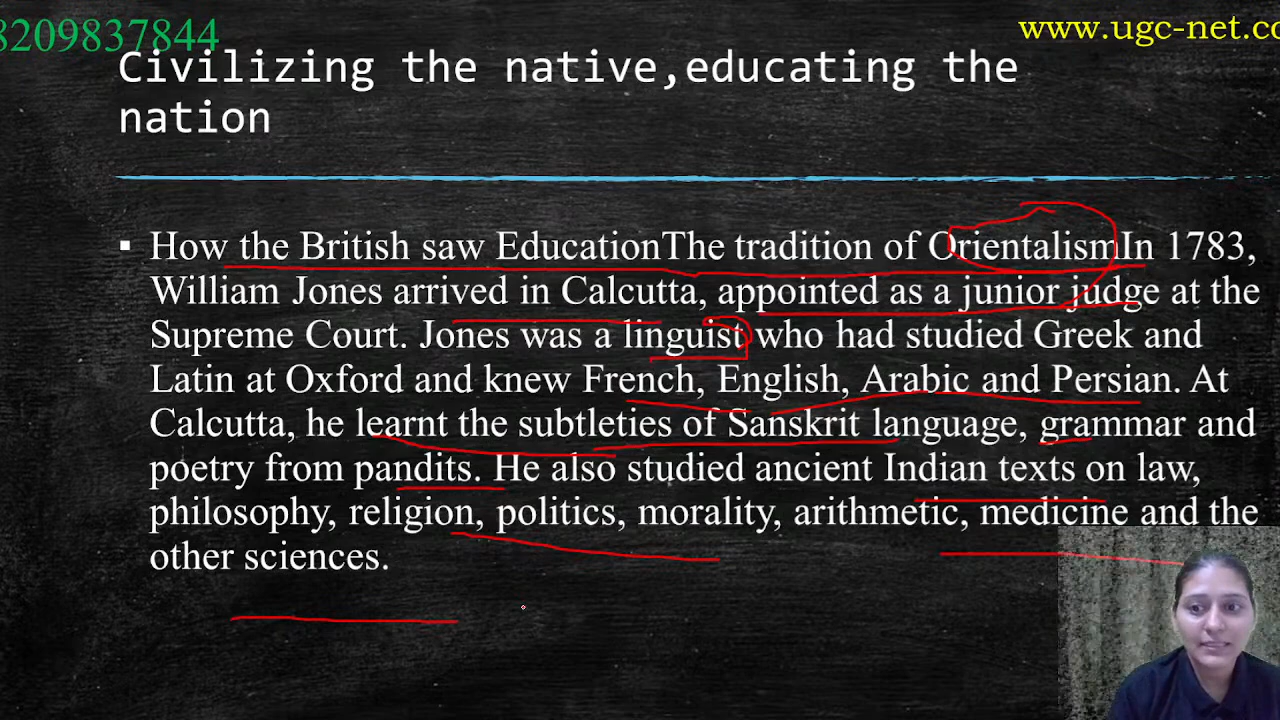 8209837844
www.ugc-net.co
Civilizing the native,educating the
nation
▪ How the British saw EducationThe tradition of OrientalismIn 1783,
William Jones arrived in Calcutta, appointed as a junior judge at the
Supreme Court. Jones was a linguist who had studied Greek and
Latin at Oxford and knew French, English, Arabic and Persian. At
Calcutta, he learnt the subtleties of Sanskrit language, grammar and
poetry from pandits. He also studied ancient Indian texts on law,
philosophy, religion, politics, morality, arithmetic, medicine and the
other sciences.